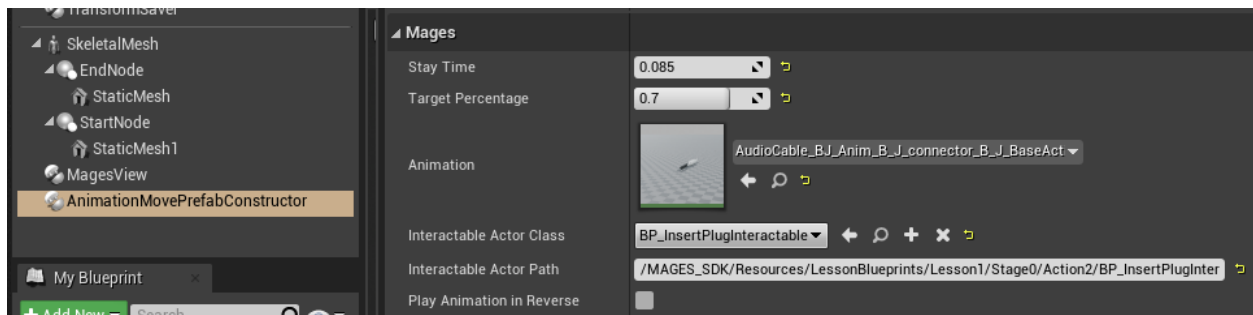 TransformSaver
SkeletalMesh
EndNode
StaticMesh
StartNode
StaticMesh1
MagesView
AnimationMovePrefabConstructor
My Blueprint
+ Add New
Search
Mages
Stay Time
0.085
Target Percentage
0.7
Animation
AudioCable_BJ_Anim_B_J_connector_B_J_BaseAct
Interactable Actor Class
BP_InsertPlugInteractable
Interactable Actor Path
/MAGES_SDK/Resources/LessonBlueprints/Lesson1/Stage0/Action2/BP_InsertPlugInter
Play Animation in Reverse